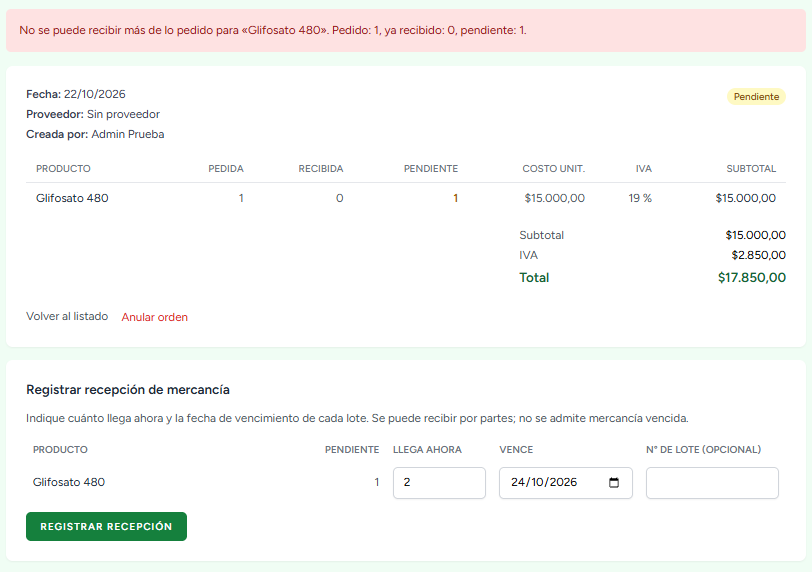 No se puede recibir más de lo pedido para «Glifosato 480». Pedido: 1, ya recibido: 0, pendiente: 1.
Fecha: 22/10/2026
Pendiente
Proveedor: Sin proveedor
Creada por: Admin Prueba
PRODUCTO PEDIDA RECIBIDA PENDIENTE COSTO UNIT. IVA SUBTOTAL
Glifosato 480 1 0 1 $15.000,00 19 % $15.000,00
Subtotal $15.000,00
IVA $2.850,00
Total $17.850,00
Volver al listado Anular orden
Registrar recepción de mercancía
Indique cuánto llega ahora y la fecha de vencimiento de cada lote. Se puede recibir por partes; no se admite mercancía vencida.
PRODUCTO PENDIENTE LLEGA AHORA VENCE N° DE LOTE (OPCIONAL)
Glifosato 480 1 2 24/10/2026
REGISTRAR RECEPCIÓN